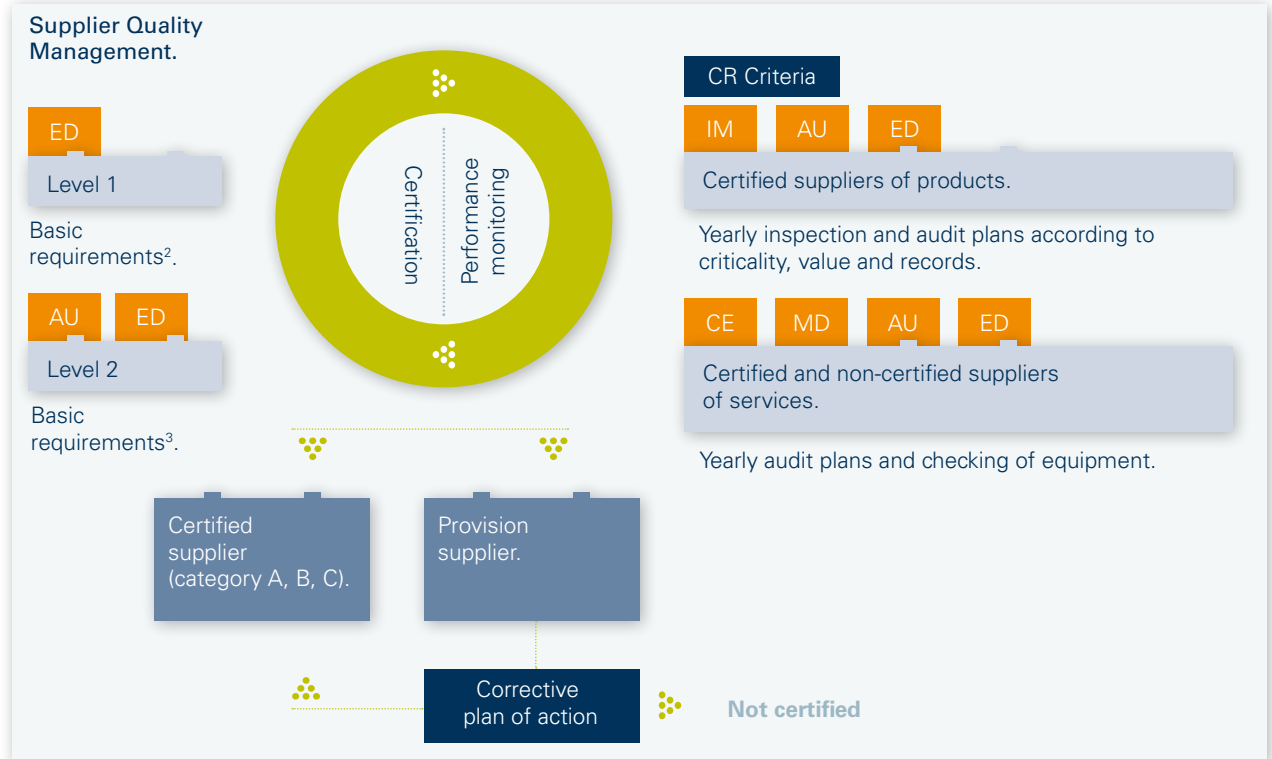 Supplier Quality
Management.
ED
Level 1
Basic
requirements².
AU ED
Level 2
Basic
requirements³.
Certification
Performance
monitoring
CR Criteria
IM AU ED
Certified suppliers of products.
Yearly inspection and audit plans according to
criticality, value and records.
CE MD AU ED
Certified and non-certified suppliers
of services.
Yearly audit plans and checking of equipment.
Certified
supplier
(category A, B, C).
Provision
supplier.
Corrective
plan of action
Not certified